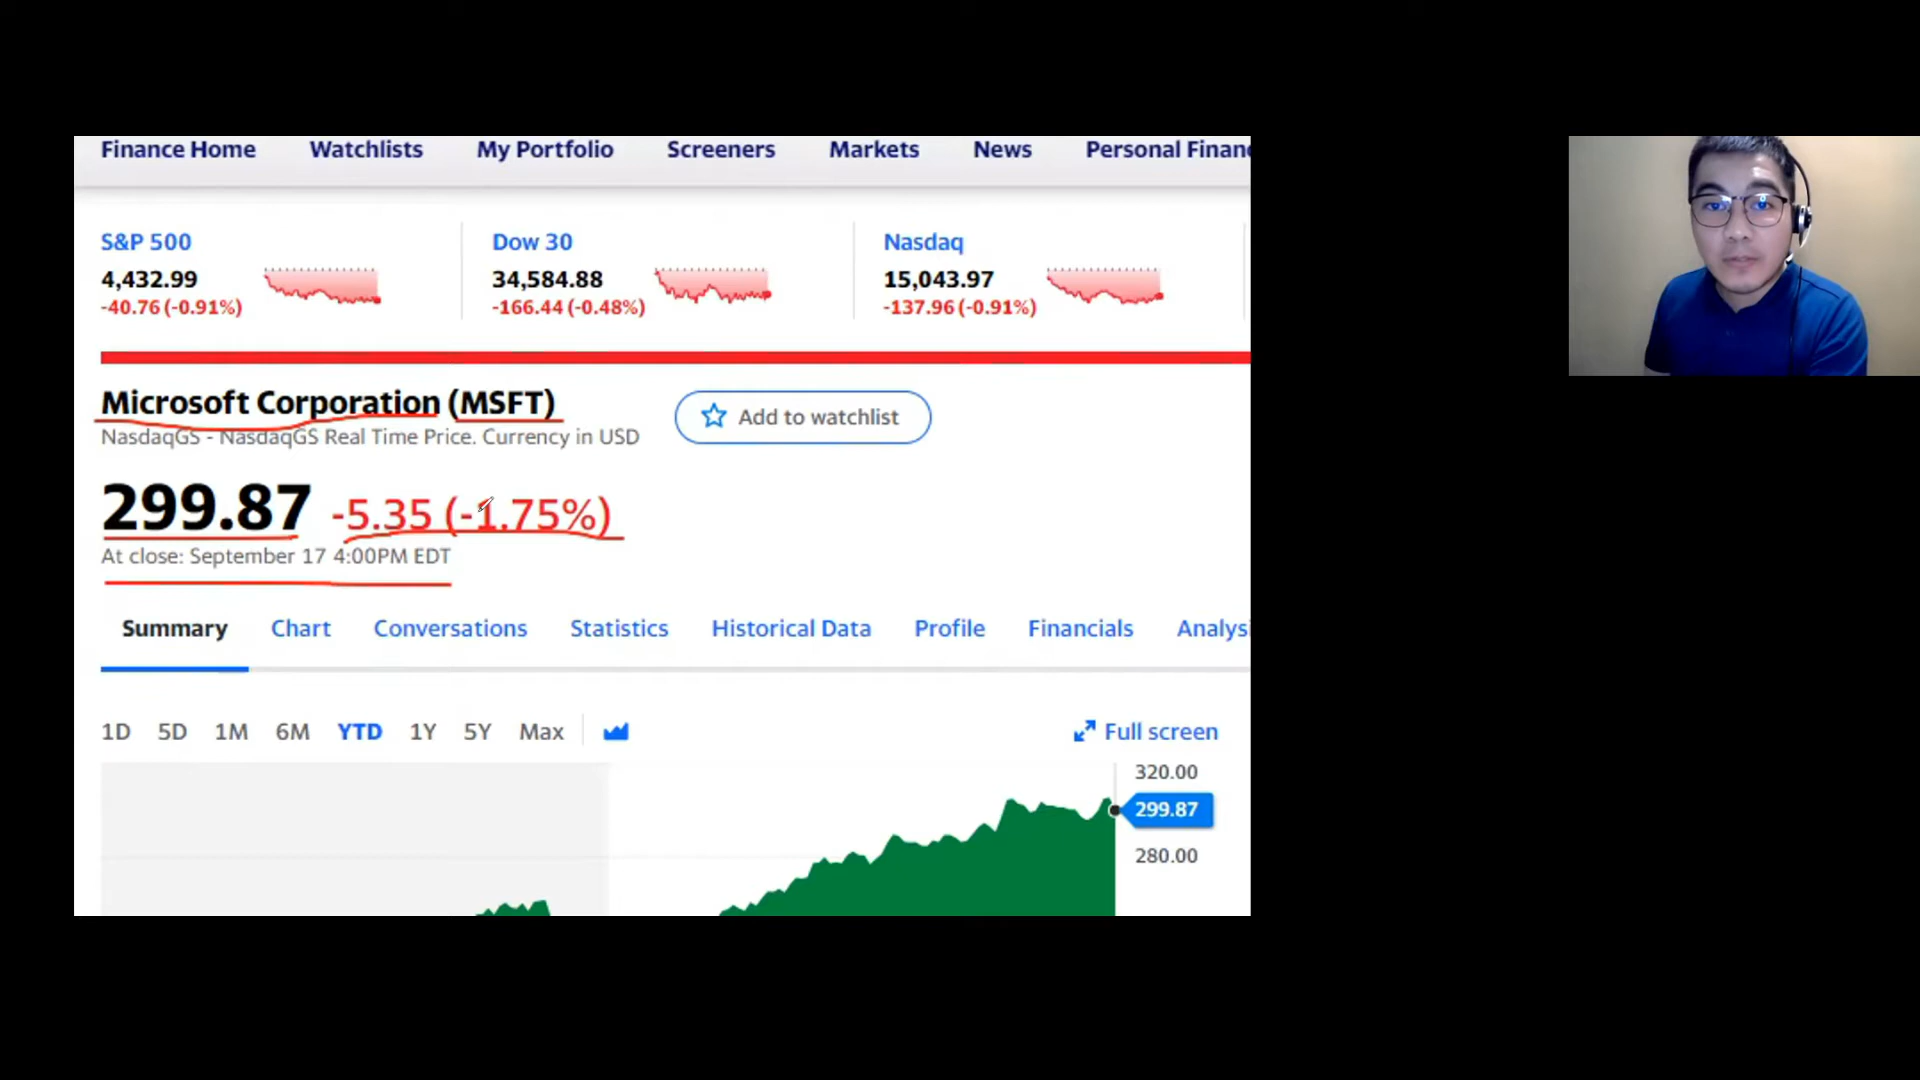 Finance Home Watchlists My Portfolio Screeners Markets News Personal Finan
S&P 500 Dow 30 Nasdaq
4,432.99 34,584.88 15,043.97
-40.76 (-0.91%) -166.44 (-0.48%) -137.96 (-0.91%)
Microsoft Corporation (MSFT)
Add to watchlist
NasdaqGS - NasdaqGS Real Time Price. Currency in USD
299.87 -5.35 (-1.75%)
At close: September 17 4:00PM EDT
Summary Chart Conversations Statistics Historical Data Profile Financials Analysi
1D 5D 1M 6M YTD 1Y 5Y Max Full screen
320.00
299.87
280.00